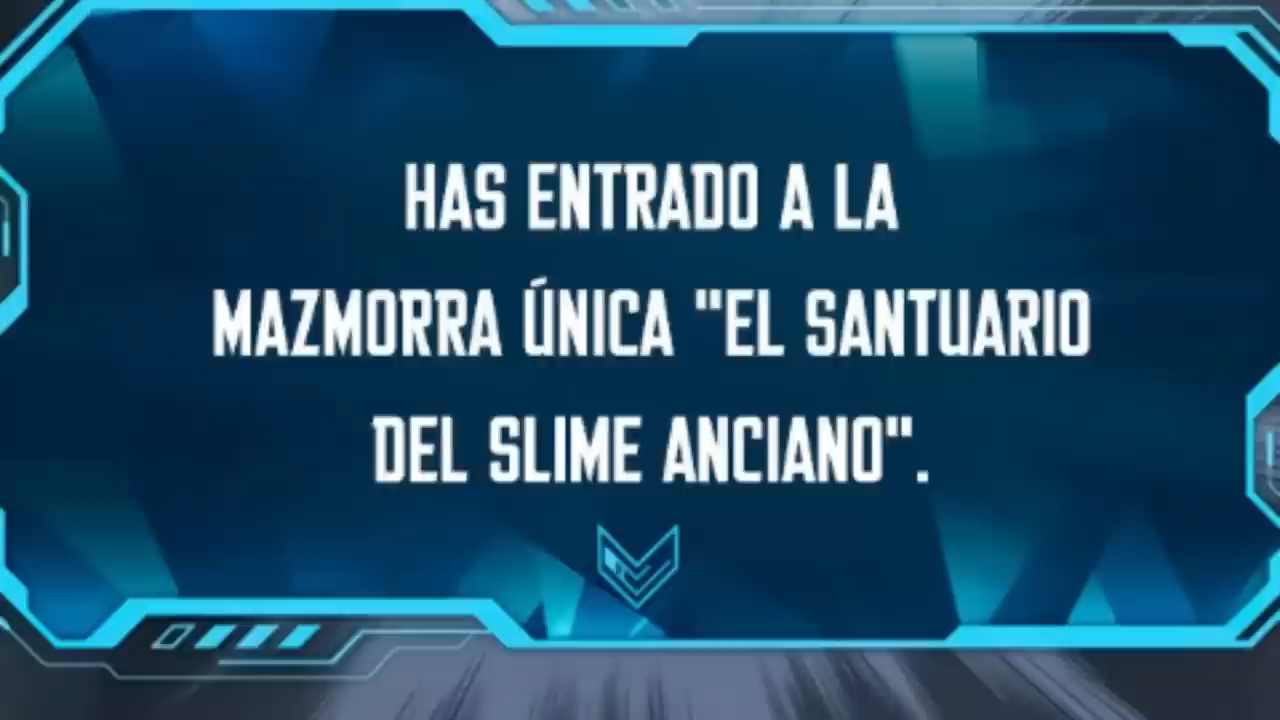 HAS ENTRADO A LA
MAZMORRA ÚNICA "EL SANTUARIO
DEL SLIME ANCIANO".